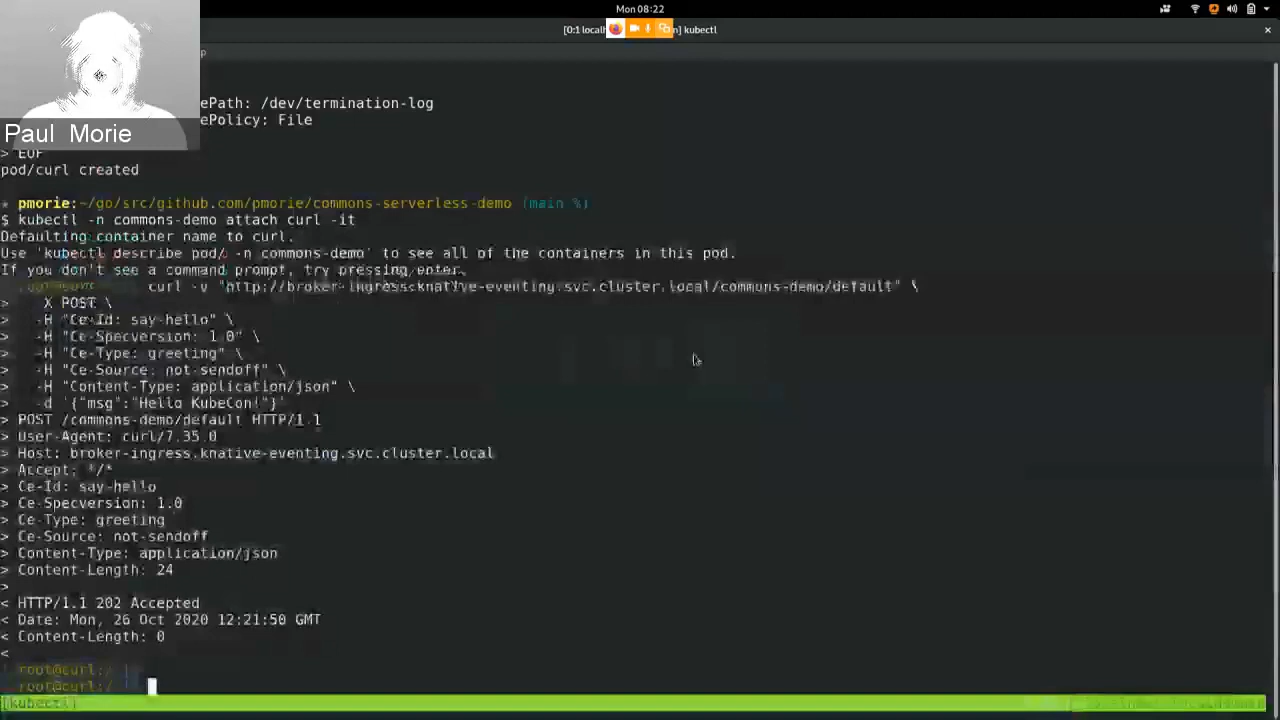 Mon 08:22
[0:1 localh n] kubectl
p
Paul Morie
ePath: /dev/termination-log
ePolicy: File
> EOF
pod/curl created
pmorie:~/go/src/github.com/pmorie/commons-serverless-demo (main %)
$ kubectl -n commons-demo attach curl -it
Defaulting container name to curl.
Use 'kubectl describe pod/ -n commons-demo' to see all of the containers in this pod.
If you don't see a command prompt, try pressing enter.
curl -v "http://broker-ingress.knative-eventing.svc.cluster.local/commons-demo/default" \
> X POST \
> -H "Ce-Id: say-hello" \
> -H "Ce-Specversion: 1.0" \
> -H "Ce-Type: greeting" \
> -H "Ce-Source: not-sendoff" \
> -H "Content-Type: application/json" \
> -d '{"msg":"Hello KubeCon!"}'
> POST /commons-demo/default HTTP/1.1
> User-Agent: curl/7.35.0
> Host: broker-ingress.knative-eventing.svc.cluster.local
> Accept: */*
> Ce-Id: say-hello
> Ce-Specversion: 1.0
> Ce-Type: greeting
> Ce-Source: not-sendoff
> Content-Type: application/json
> Content-Length: 24
>
< HTTP/1.1 202 Accepted
< Date: Mon, 26 Oct 2020 12:21:50 GMT
< Content-Length: 0
<
root@curl:/
root@curl:/
[kubectl]